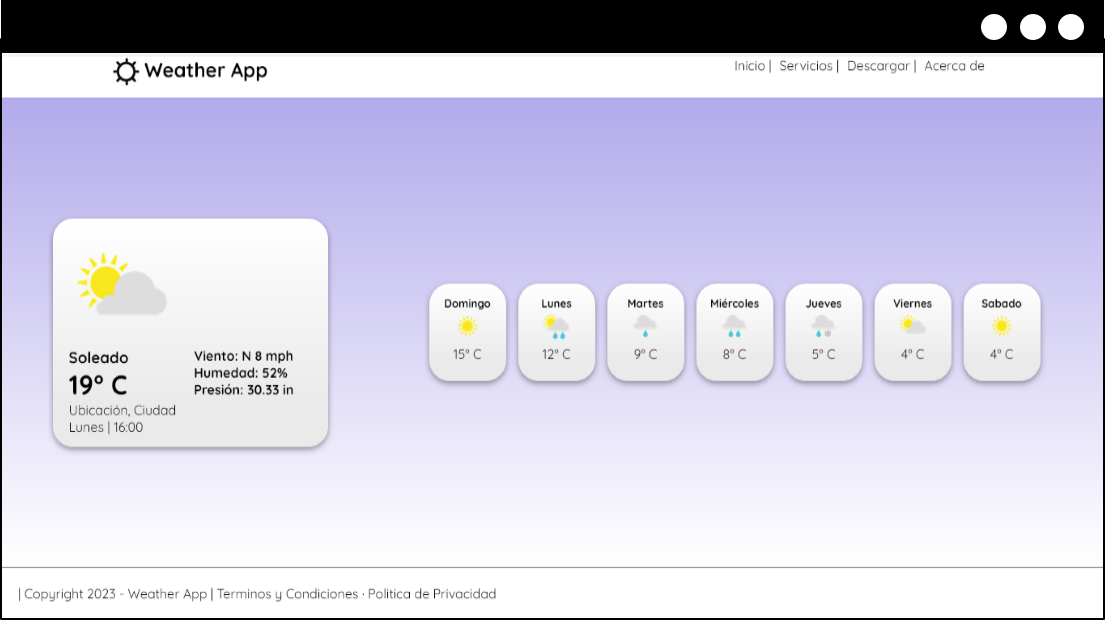 Weather App
Inicio | Servicios | Descargar | Acerca de
Soleado
19° C
Ubicación, Ciudad
Lunes | 16:00
Viento: N 8 mph
Humedad: 52%
Presión: 30.33 in
Domingo
15° C
Lunes
12° C
Martes
9° C
Miércoles
8° C
Jueves
5° C
Viernes
4° C
Sabado
4° C
| Copyright 2023 - Weather App | Terminos y Condiciones · Politica de Privacidad